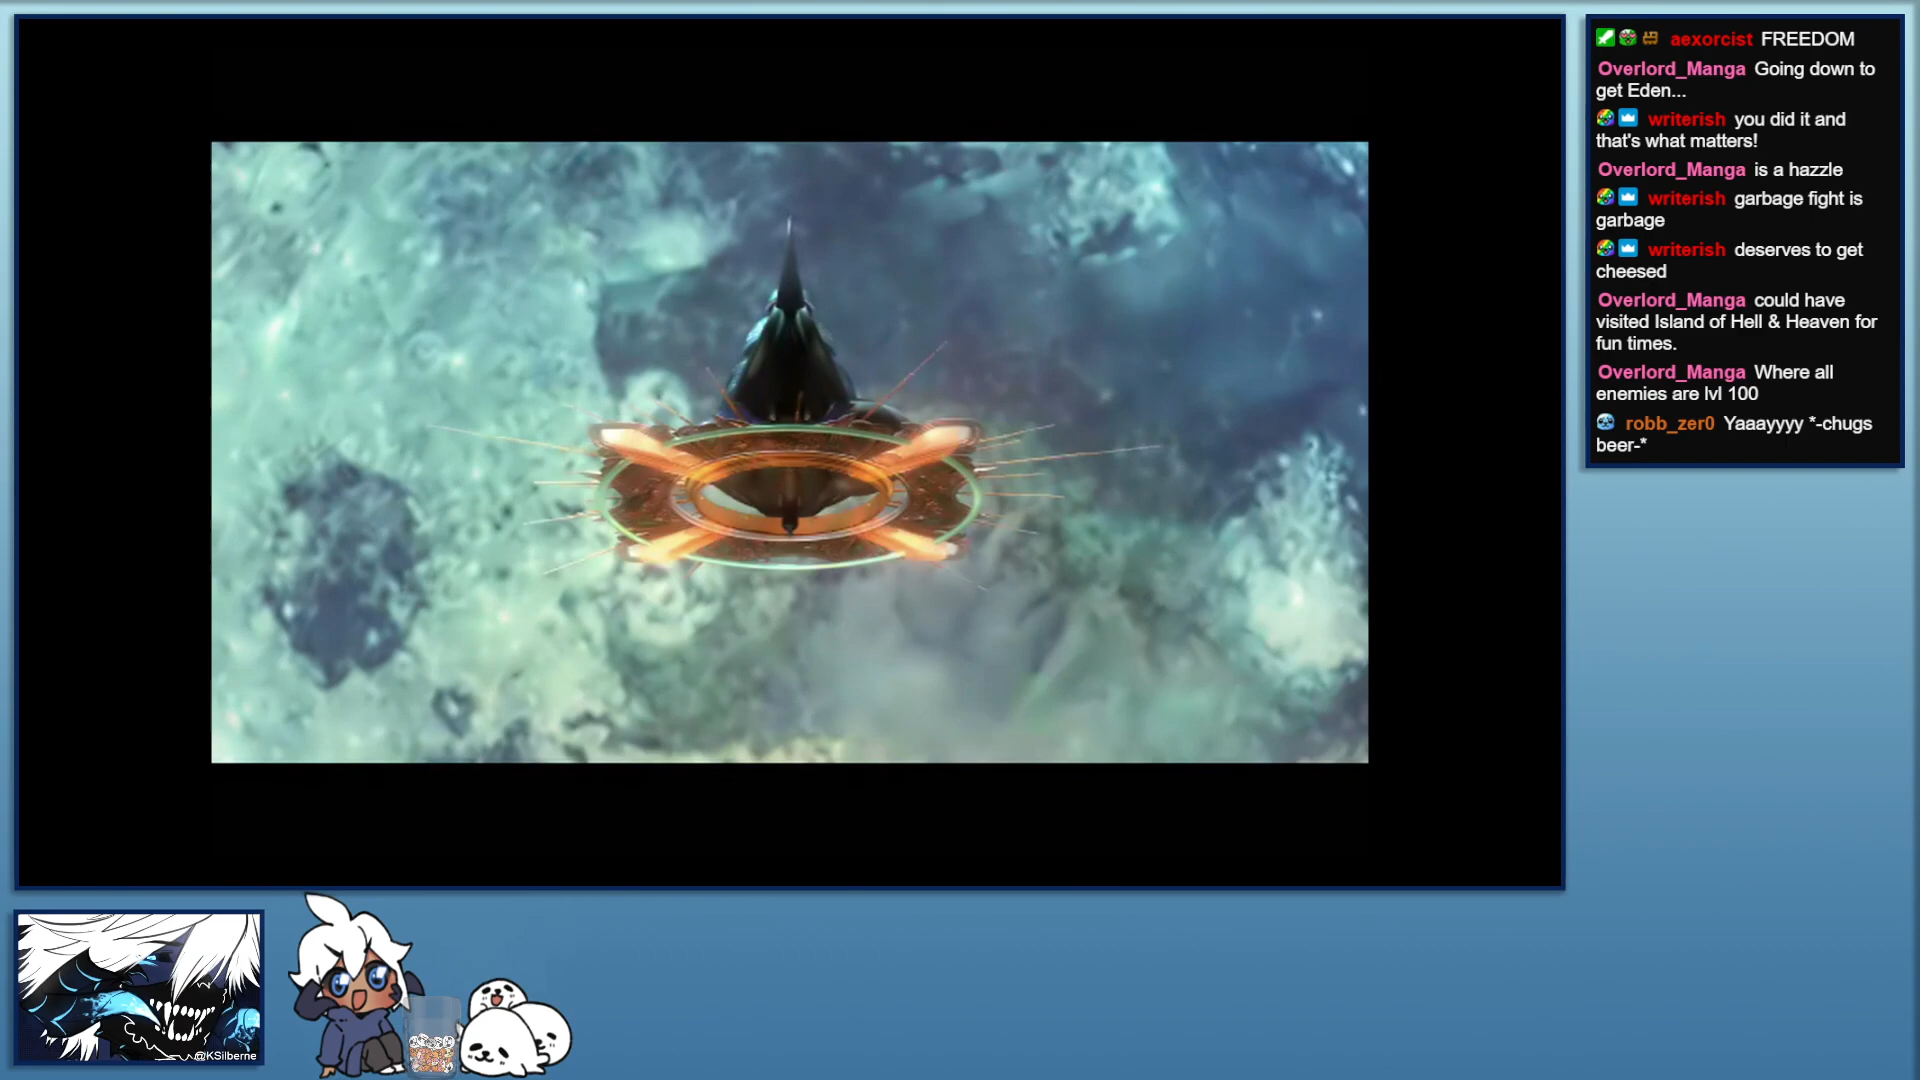 aexorcist FREEDOM
Overlord_Manga Going down to
get Eden...
writerish you did it and
that's what matters!
Overlord_Manga is a hazzle
writerish garbage fight is
garbage
writerish deserves to get
cheesed
Overlord_Manga could have
visited Island of Hell & Heaven for
fun times.
Overlord_Manga Where all
enemies are lvl 100
robb_zer0 Yaaayyyy *-chugs
beer-*
@KSilberne